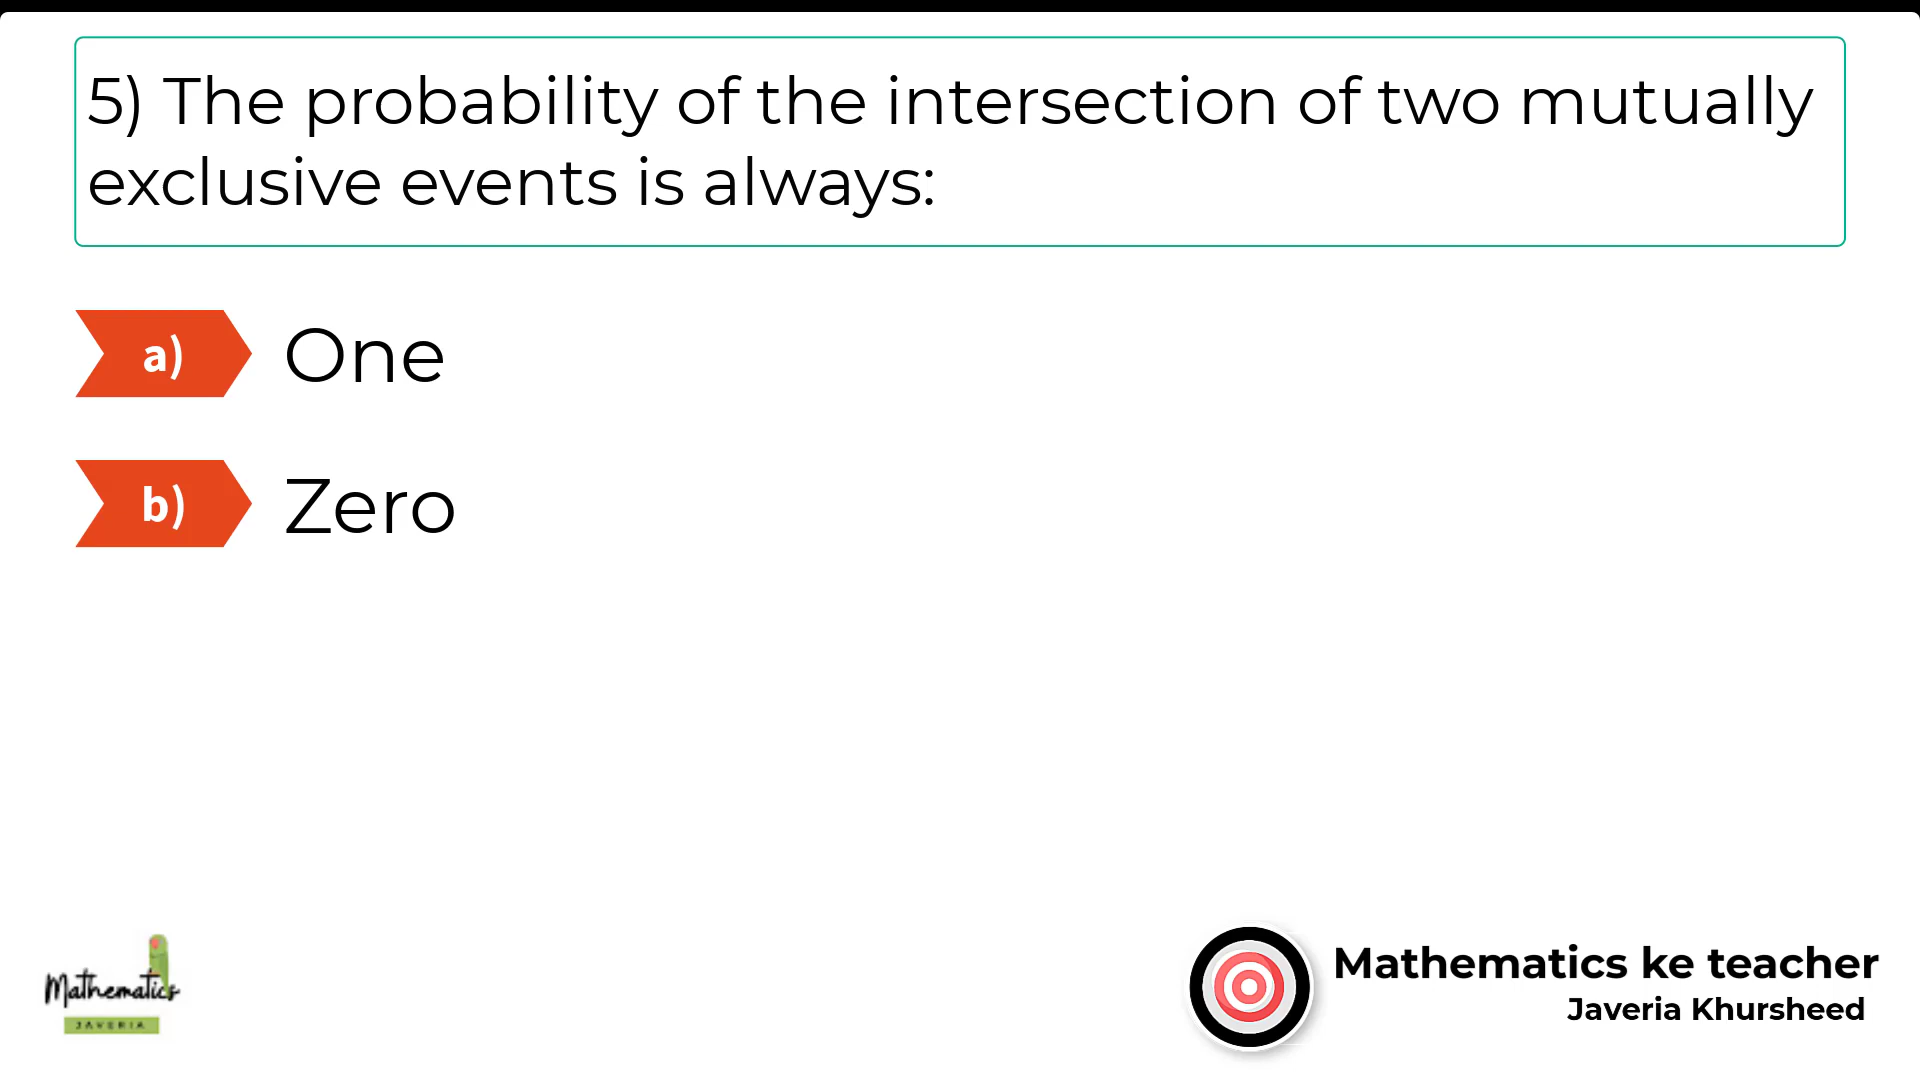 5) The probability of the intersection of two mutually
exclusive events is always:
a) One
b) Zero
Mathematics
JAVERIA
Mathematics ke teacher
Javeria Khursheed